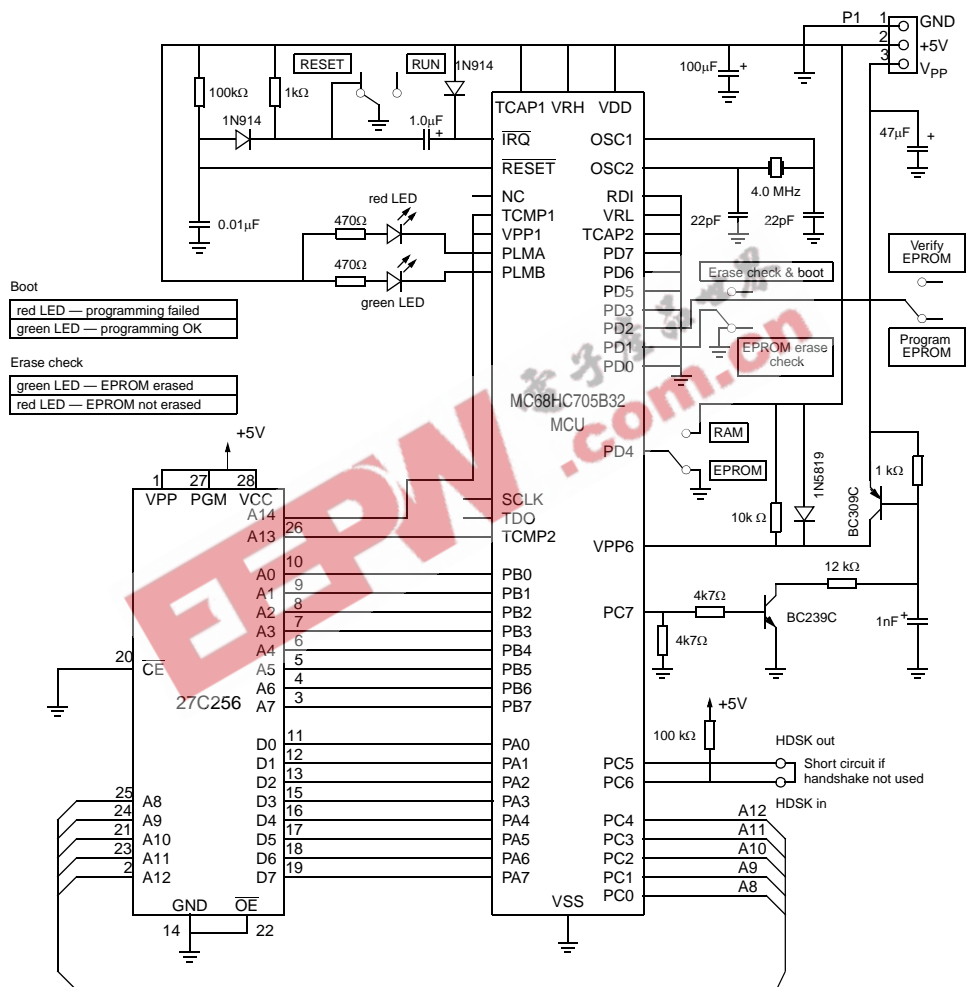 P1
1
GND
2
+5V
3
VPP
RESET
RUN
1N914
100µF
+
100kΩ
1kΩ
TCAP1 VRH VDD
1N914
1.0µF
+
47µF
+
IRQ
OSC1
RESET
OSC2
4.0 MHz
NC
RDI
red LED
TCMP1
VRL
22pF
22pF
0.01µF
470Ω
VPP1
TCAP2
PLMA
PD7
Verify
EPROM
470Ω
PLMB
PD6
Erase check & boot
green LED
PD5
Boot
PD3
red LED — programming failed
PD2
green LED — programming OK
PD1
EPROM erase
check
Program
EPROM
PD0
Erase check
green LED — EPROM erased
red LED — EPROM not erased
MC68HC705B32
MCU
電子產品世界
EEPW.com.cn
+5V
RAM
PD4
EPROM
1N5819
BC309C
1 kΩ
1
27
28
VPP PGM VCC
A14
SCLK
26
TDO
10k Ω
A13
TCMP2
VPP6
12 kΩ
10
A0
PB0
9
A1
PB1
4k7Ω
8
A2
PB2
PC7
BC239C
1nF
+
7
A3
PB3
4k7Ω
6
A4
PB4
20
CE
5
A5
PB5
4
A6
PB6
27C256
3
A7
PB7
+5V
100 kΩ
HDSK out
11
D0
PA0
12
D1
PA1
PC5
Short circuit if
handshake not used
13
D2
PA2
PC6
HDSK in
25
A8
15
D3
PA3
24
A9
16
D4
PA4
PC4
A12
21
A10
17
D5
PA5
PC3
A11
23
A11
18
D6
PA6
PC2
A10
2
A12
19
D7
PA7
PC1
A9
PC0
A8
GND
OE
VSS
14
22